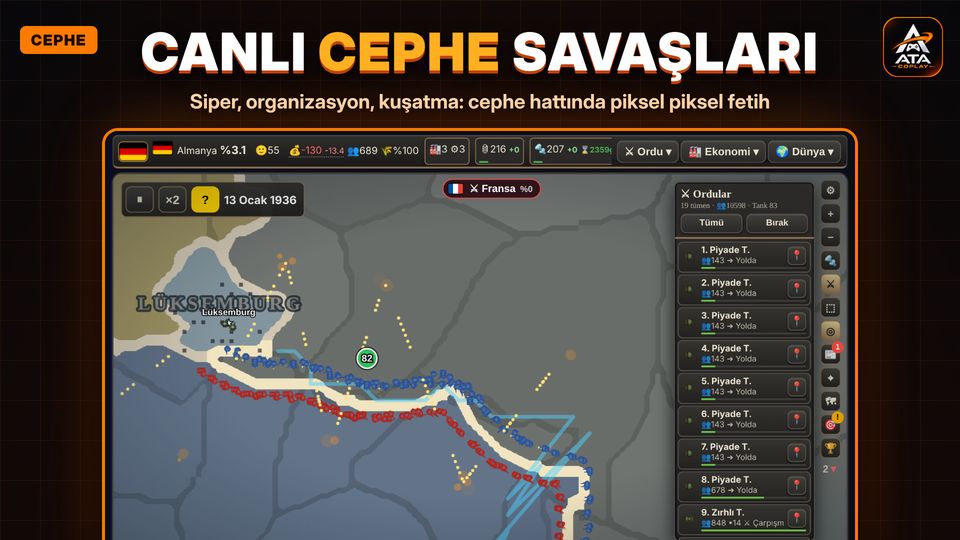 CEPHE
CANLI CEPHE SAVAŞLARI
ATA
COPLAY
Siper, organizasyon, kuşatma: cephe hattında piksel piksel fetih
Almanya %3.1 55 -130 -13.4 689 %100 3 3 216 +0 207 +0 2359g
Ordu ▾ Ekonomi ▾ Dünya ▾
II ×2 ? 13 Ocak 1936
Fransa %0
LÜKSEMBURG
Lüksemburg
82
Ordular
19 tümen · 10598 · Tank 83
Tümü Bırak
1. Piyade T.
143 → Yolda
2. Piyade T.
143 → Yolda
3. Piyade T.
143 → Yolda
4. Piyade T.
143 → Yolda
5. Piyade T.
143 → Yolda
6. Piyade T.
143 → Yolda
7. Piyade T.
143 → Yolda
8. Piyade T.
678 → Yolda
9. Zırhlı T.
848 •14 Çarpışm
+
−
1
!
2▼